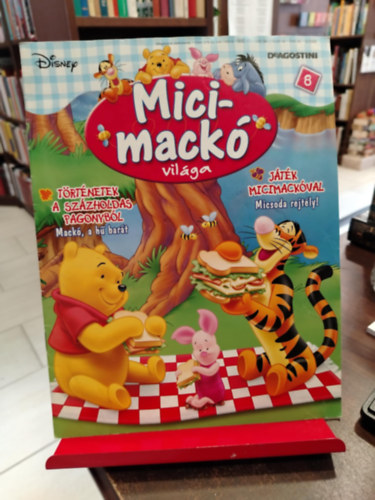 Disney
DeAGOSTINI
6
Mici-
mackó
világa
TÖRTÉNETEK
A SZÁZHOLDAS
PAGONYBÓL
Mackó, a hű barát
JÁTÉK
MICIMACKÓVAL
Micsoda rejtély!